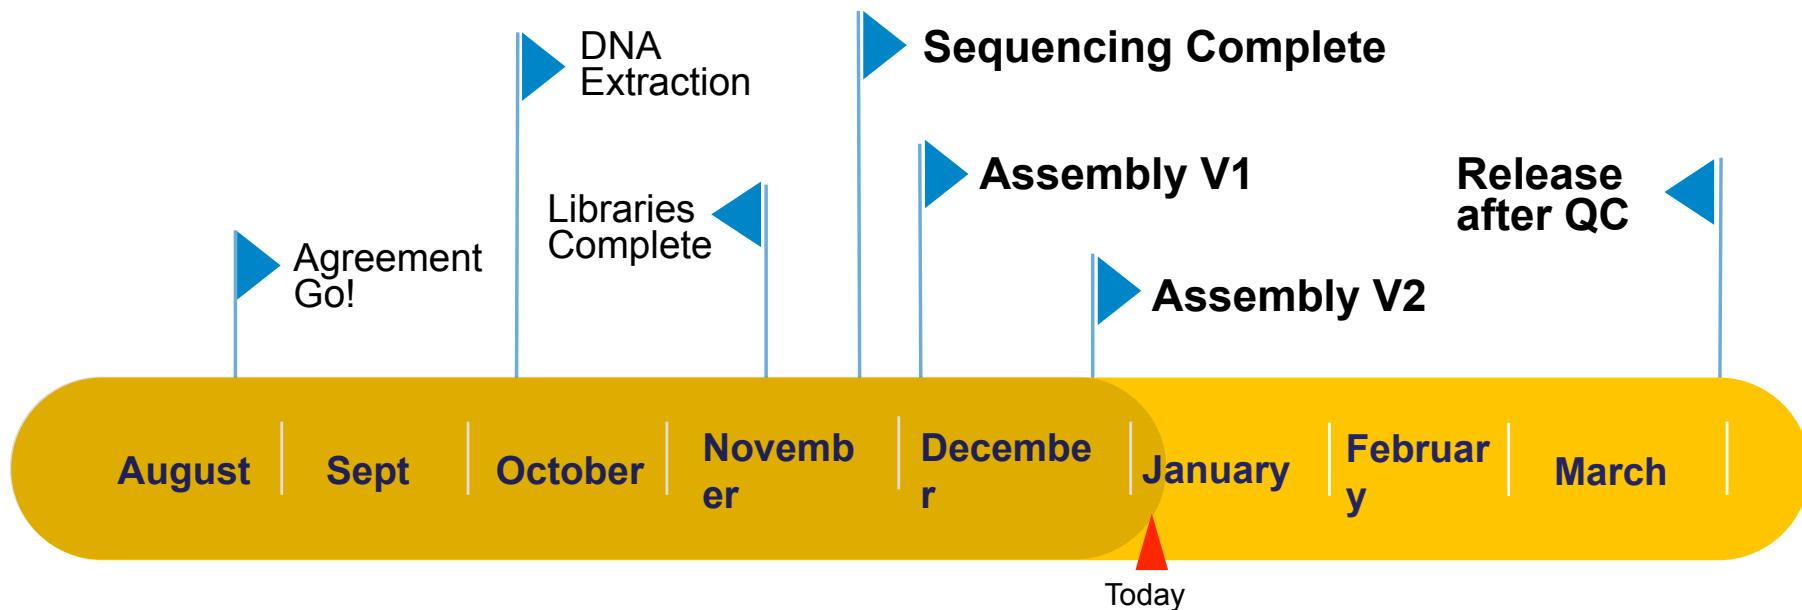 DNA
Extraction
Sequencing Complete
Libraries
Complete
Assembly V1
Release
after QC
Agreement
Go!
Assembly V2
August
Sept
October
Novemb
er
Decembe
r
January
Februar
y
March
Today